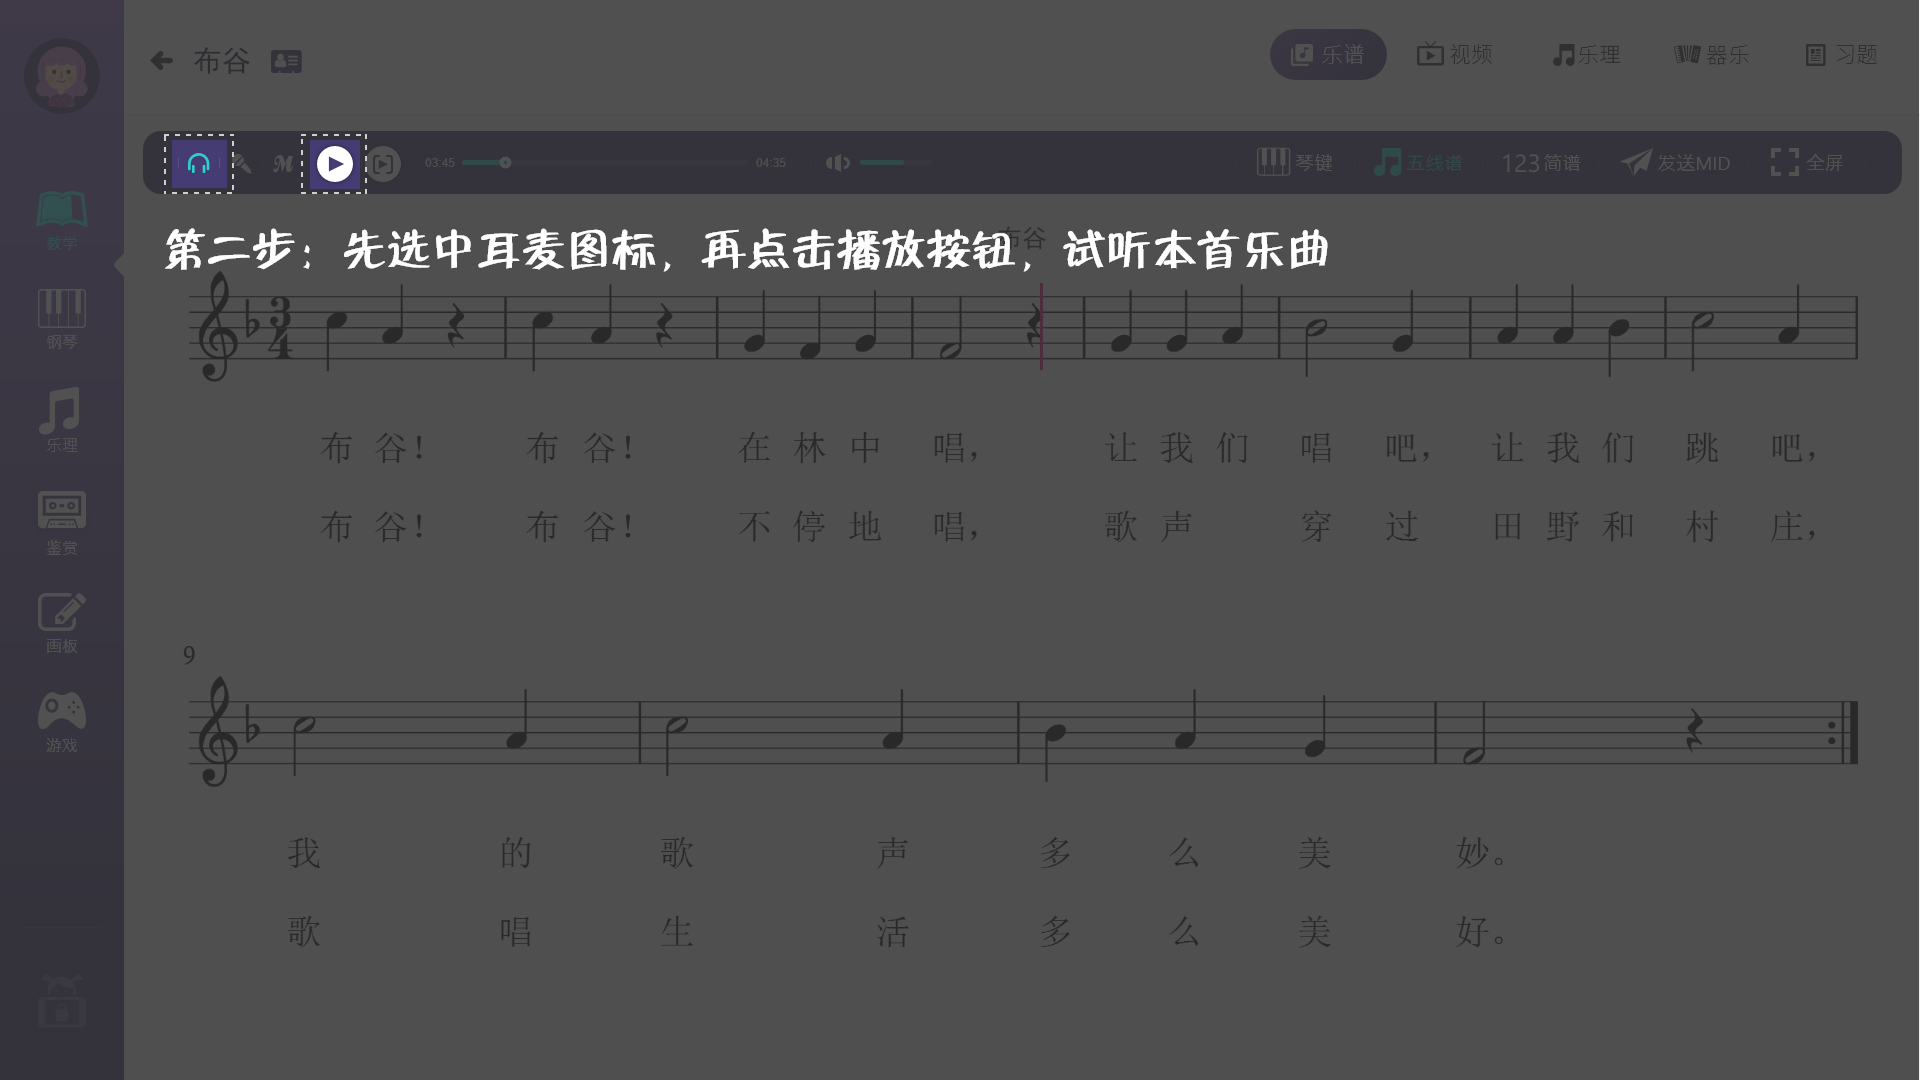 布谷
乐谱
视频
乐理
器乐
习题
03:45
04:35
琴键
五线谱
123 简谱
发送MID
全屏
第二步：先选中耳麦图标，再点击播放按钮，试听本首乐曲
教学
钢琴
乐理
鉴赏
画板
游戏
3
4
布 谷！ 布 谷！ 在 林 中 唱， 让 我 们 唱 吧， 让 我 们 跳 吧，
布 谷！ 布 谷！ 不 停 地 唱， 歌 声 穿 过 田 野 和 村 庄，
9
我 的 歌 声 多 么 美 妙。
歌 唱 生 活 多 么 美 好。